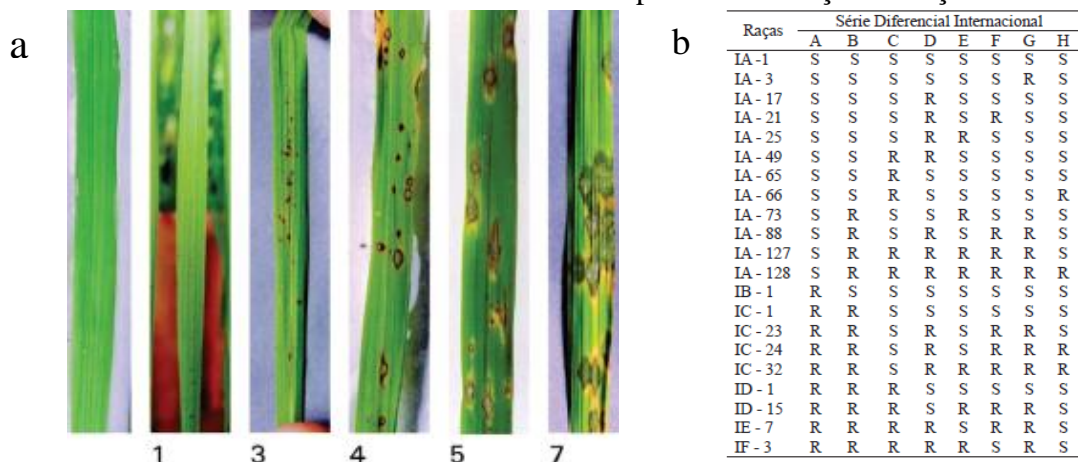 a
1 3 4 5 7
b
Raças Série Diferencial Internacional
A B C D E F G H
IA - 1 S S S S S S S S
IA - 3 S S S S S S R S
IA - 17 S S S R S S S S
IA - 21 S S S R S R S S
IA - 25 S S S R R S S S
IA - 49 S S R R S S S S
IA - 65 S S R S S S S S
IA - 66 S S R S S S S R
IA - 73 S R S S R S S S
IA - 88 S R S R S R R S
IA - 127 S R R R R R R S
IA - 128 S R R R R R R R
IB - 1 R S S S S S S S
IC - 1 R R S S S S S S
IC - 23 R R S R S R R S
IC - 24 R R S R S R R R
IC - 32 R R S R R R R R
ID - 1 R R R S S S S S
ID - 15 R R R S R R R S
IE - 7 R R R R S R R S
IF - 3 R R R R R S R S